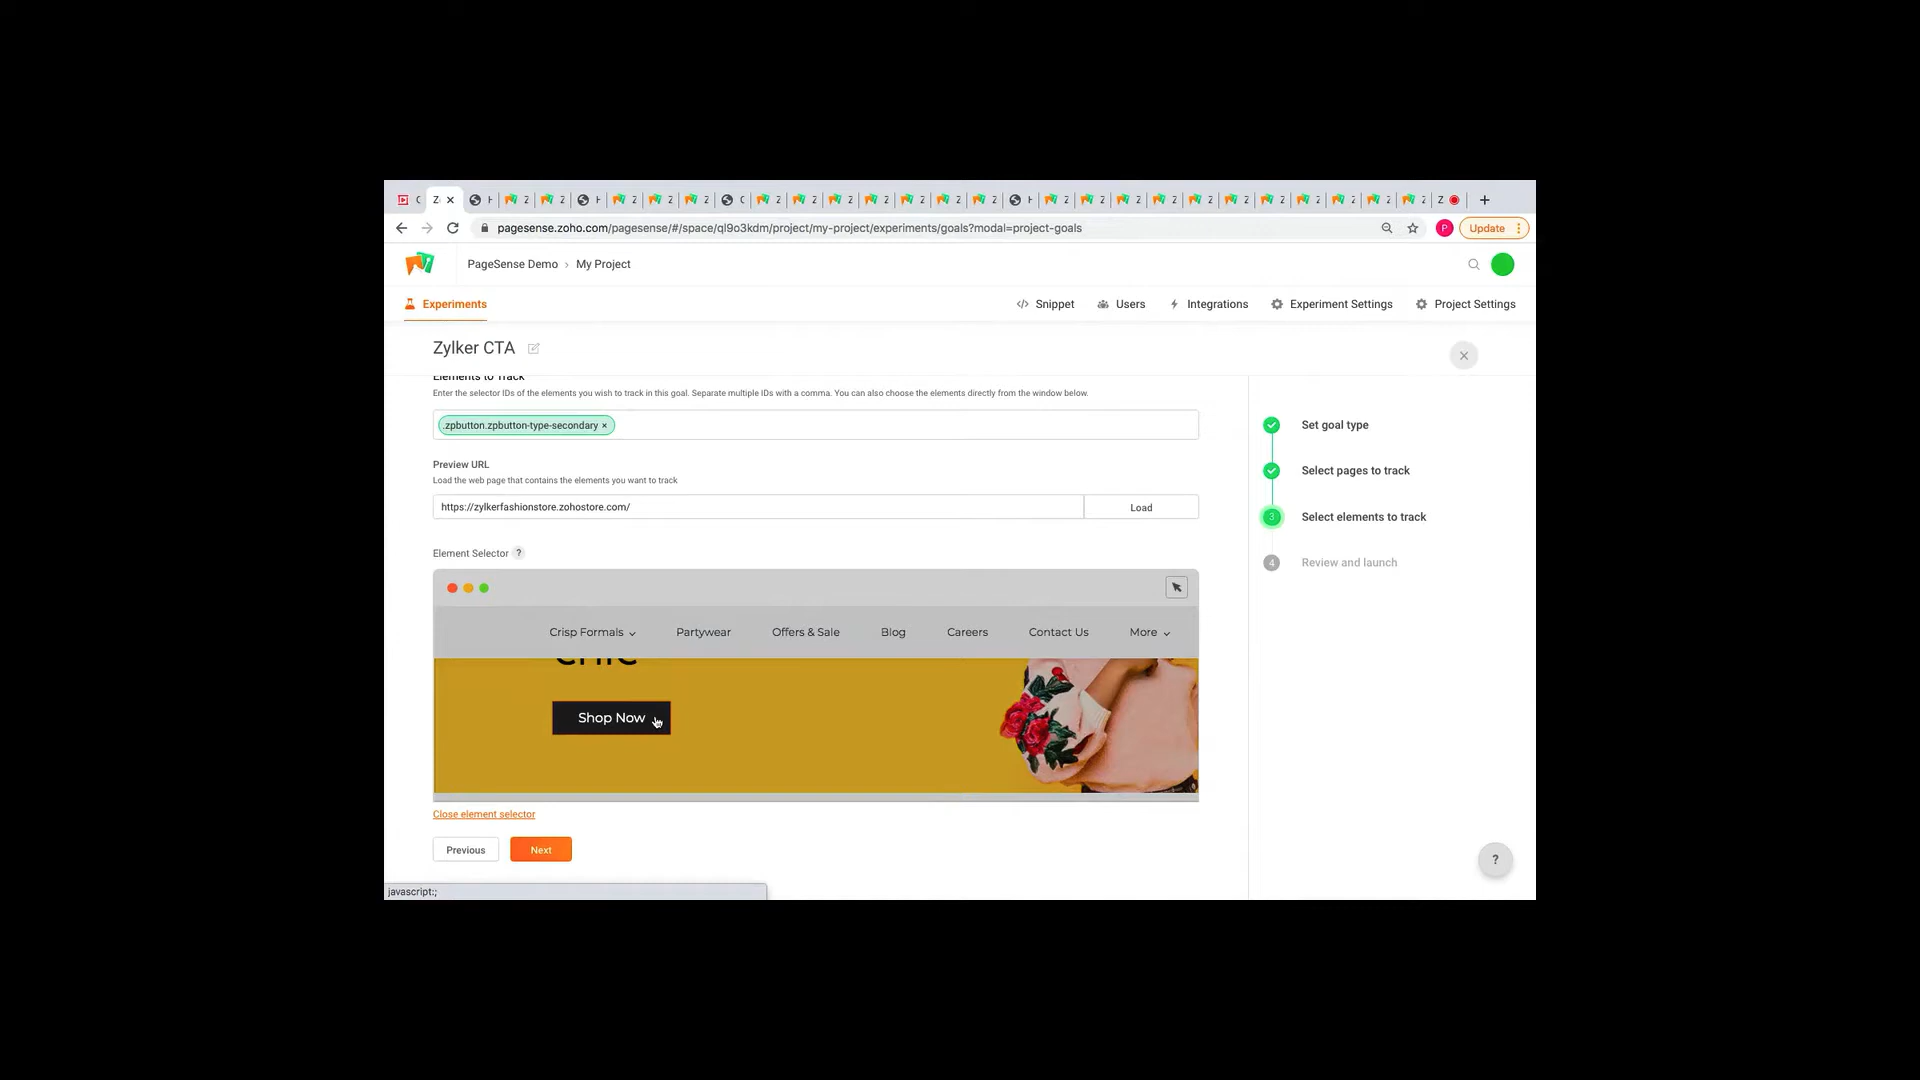 pagesense.zoho.com/pagesense/#/space/ql9o3kdm/project/my-project/experiments/goals?modal=project-goals
P
Update
PageSense Demo › My Project
Experiments
</> Snippet
Users
Integrations
Experiment Settings
Project Settings
Zylker CTA
Elements to Track
Enter the selector IDs of the elements you wish to track in this goal. Separate multiple IDs with a comma. You can also choose the elements directly from the window below.
.zpbutton.zpbutton-type-secondary ×
Preview URL
Load the web page that contains the elements you want to track
https://zylkerfashionstore.zohostore.com/
Load
Element Selector ?
Crisp Formals
Partywear
Offers & Sale
Blog
Careers
Contact Us
More
Chic
Shop Now
Close element selector
Previous
Next
Set goal type
Select pages to track
3 Select elements to track
4 Review and launch
?
javascript:;